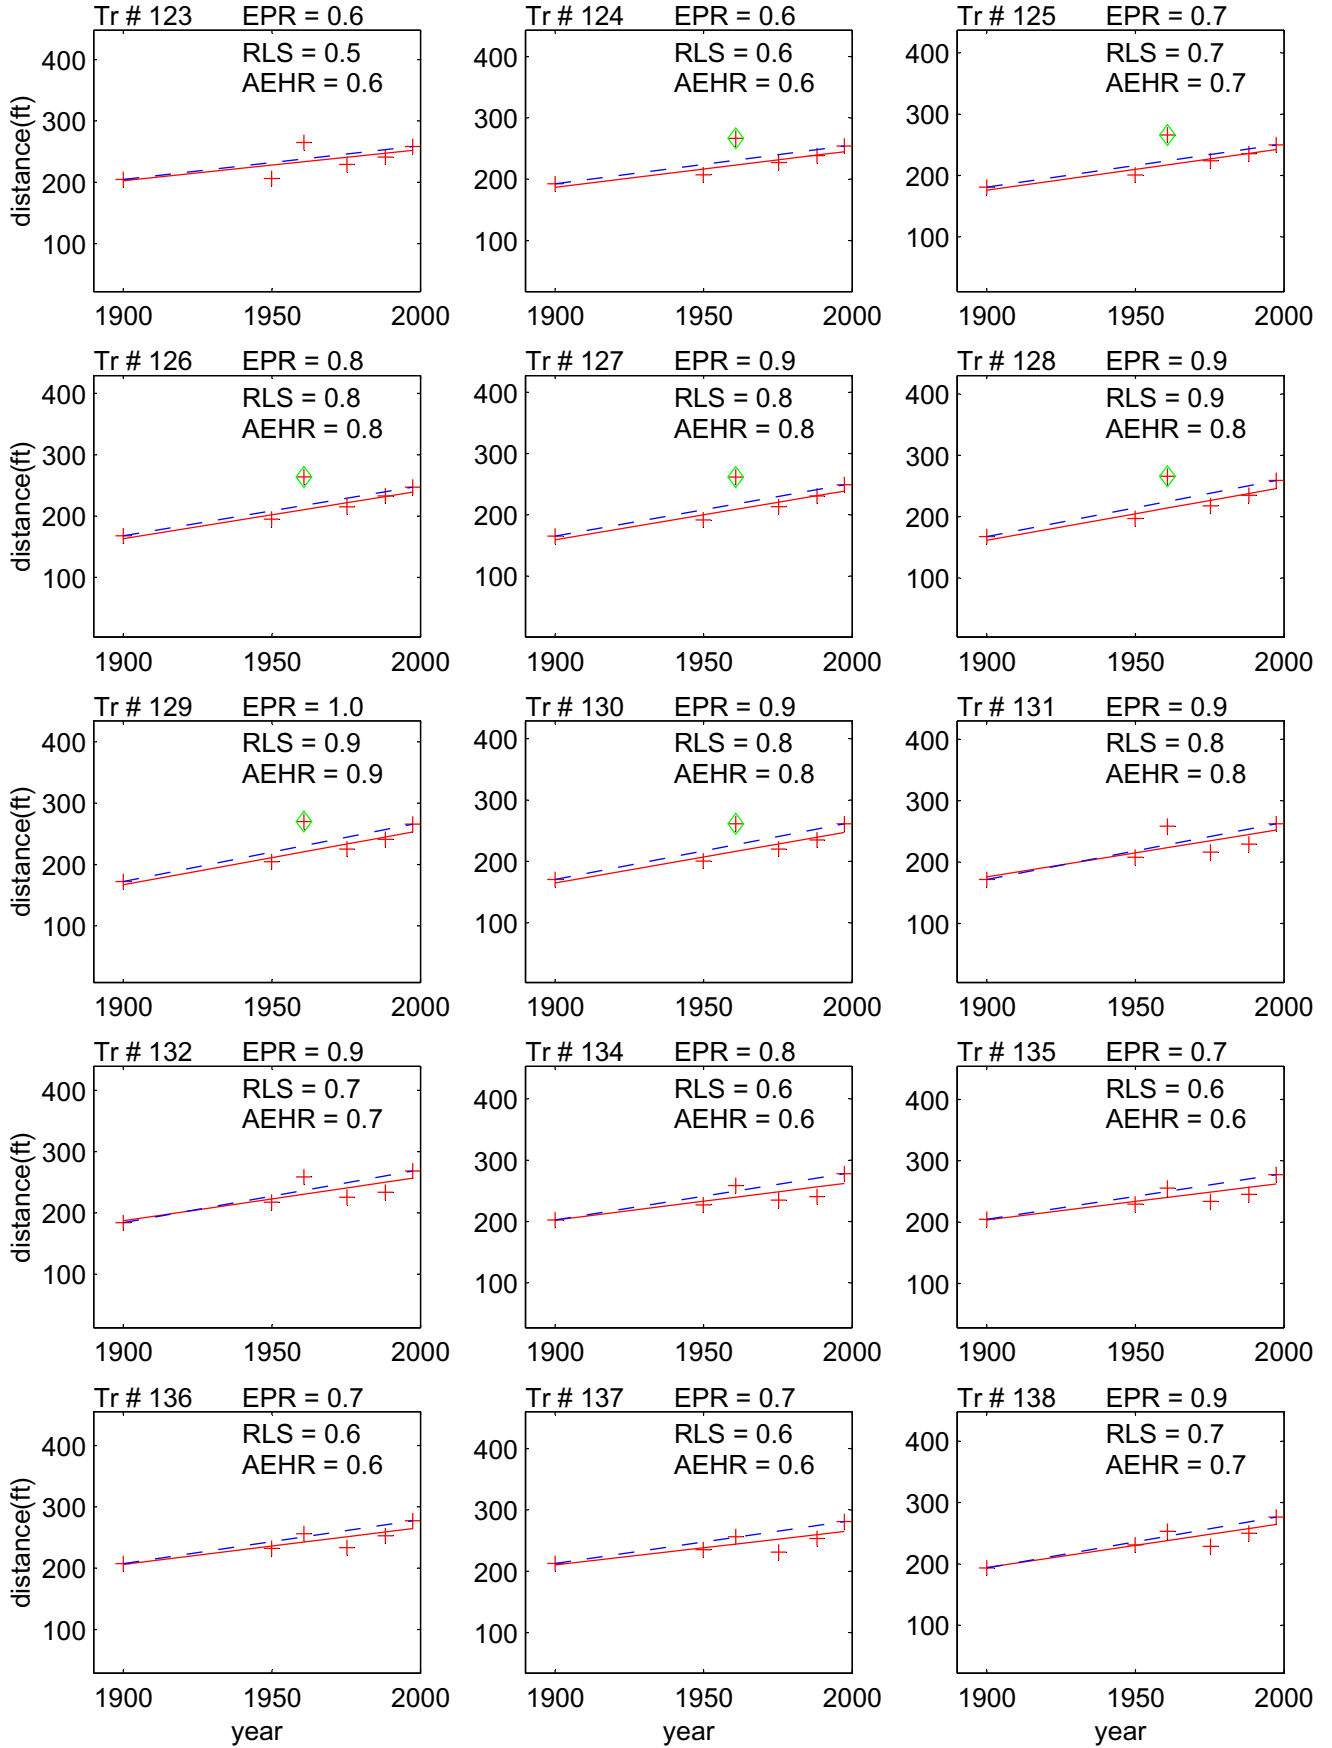 Tr # 123 EPR = 0.6
RLS = 0.5
AEHR = 0.6
400
300
200
100
distance(ft)
1900 1950 2000
Tr # 124 EPR = 0.6
RLS = 0.6
AEHR = 0.6
400
300
200
100
1900 1950 2000
Tr # 125 EPR = 0.7
RLS = 0.7
AEHR = 0.7
400
300
200
100
1900 1950 2000
Tr # 126 EPR = 0.8
RLS = 0.8
AEHR = 0.8
400
300
200
100
distance(ft)
1900 1950 2000
Tr # 127 EPR = 0.9
RLS = 0.8
AEHR = 0.8
400
300
200
100
1900 1950 2000
Tr # 128 EPR = 0.9
RLS = 0.9
AEHR = 0.8
400
300
200
100
1900 1950 2000
Tr # 129 EPR = 1.0
RLS = 0.9
AEHR = 0.9
400
300
200
100
distance(ft)
1900 1950 2000
Tr # 130 EPR = 0.9
RLS = 0.8
AEHR = 0.8
400
300
200
100
1900 1950 2000
Tr # 131 EPR = 0.9
RLS = 0.8
AEHR = 0.8
400
300
200
100
1900 1950 2000
Tr # 132 EPR = 0.9
RLS = 0.7
AEHR = 0.7
400
300
200
100
distance(ft)
1900 1950 2000
Tr # 134 EPR = 0.8
RLS = 0.6
AEHR = 0.6
400
300
200
100
1900 1950 2000
Tr # 135 EPR = 0.7
RLS = 0.6
AEHR = 0.6
400
300
200
100
1900 1950 2000
Tr # 136 EPR = 0.7
RLS = 0.6
AEHR = 0.6
400
300
200
100
distance(ft)
1900 1950 2000
year
Tr # 137 EPR = 0.7
RLS = 0.6
AEHR = 0.6
400
300
200
100
1900 1950 2000
year
Tr # 138 EPR = 0.9
RLS = 0.7
AEHR = 0.7
400
300
200
100
1900 1950 2000
year